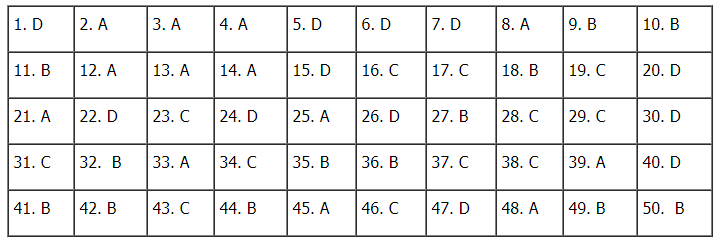 1. D 2. A 3. A 4. A 5. D 6. D 7. D 8. A 9. B 10. B
11. B 12. A 13. A 14. A 15. D 16. C 17. C 18. B 19. C 20. D
21. A 22. D 23. C 24. D 25. A 26. D 27. B 28. C 29. C 30. D
31. C 32. B 33. A 34. C 35. B 36. B 37. C 38. C 39. A 40. D
41. B 42. B 43. C 44. B 45. A 46. C 47. D 48. A 49. B 50. B